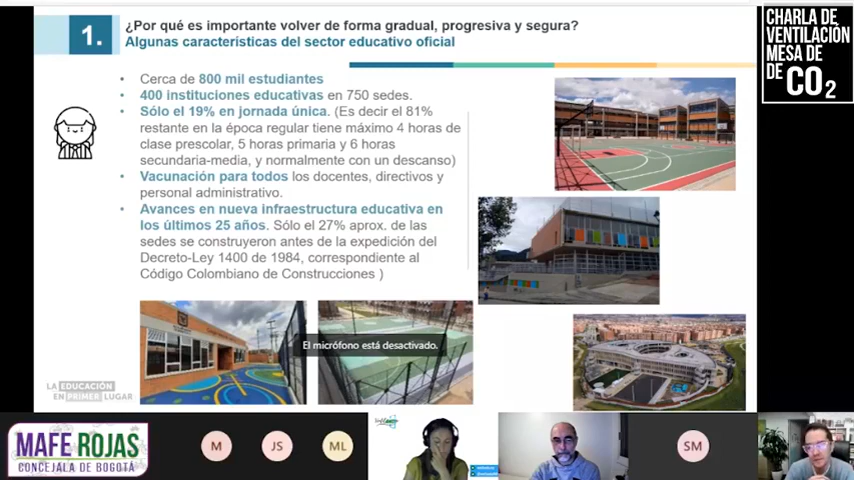 1.
¿Por qué es importante volver de forma gradual, progresiva y segura?
Algunas características del sector educativo oficial
CHARLA DE
VENTILACIÓN
MESA DE
DE CO2
• Cerca de 800 mil estudiantes
• 400 instituciones educativas en 750 sedes.
• Sólo el 19% en jornada única. (Es decir el 81%
restante en la época regular tiene máximo 4 horas de
clase prescolar, 5 horas primaria y 6 horas
secundaria-media, y normalmente con un descanso)
• Vacunación para todos los docentes, directivos y
personal administrativo.
• Avances en nueva infraestructura educativa en
los últimos 25 años. Sólo el 27% aprox. de las
sedes se construyeron antes de la expedición del
Decreto-Ley 1400 de 1984, correspondiente al
Código Colombiano de Construcciones )
El micrófono está desactivado.
LA EDUCACIÓN
EN PRIMER LUGAR
MAFE ROJAS
CONCEJALA DE BOGOTÁ
M
JS
ML
SM